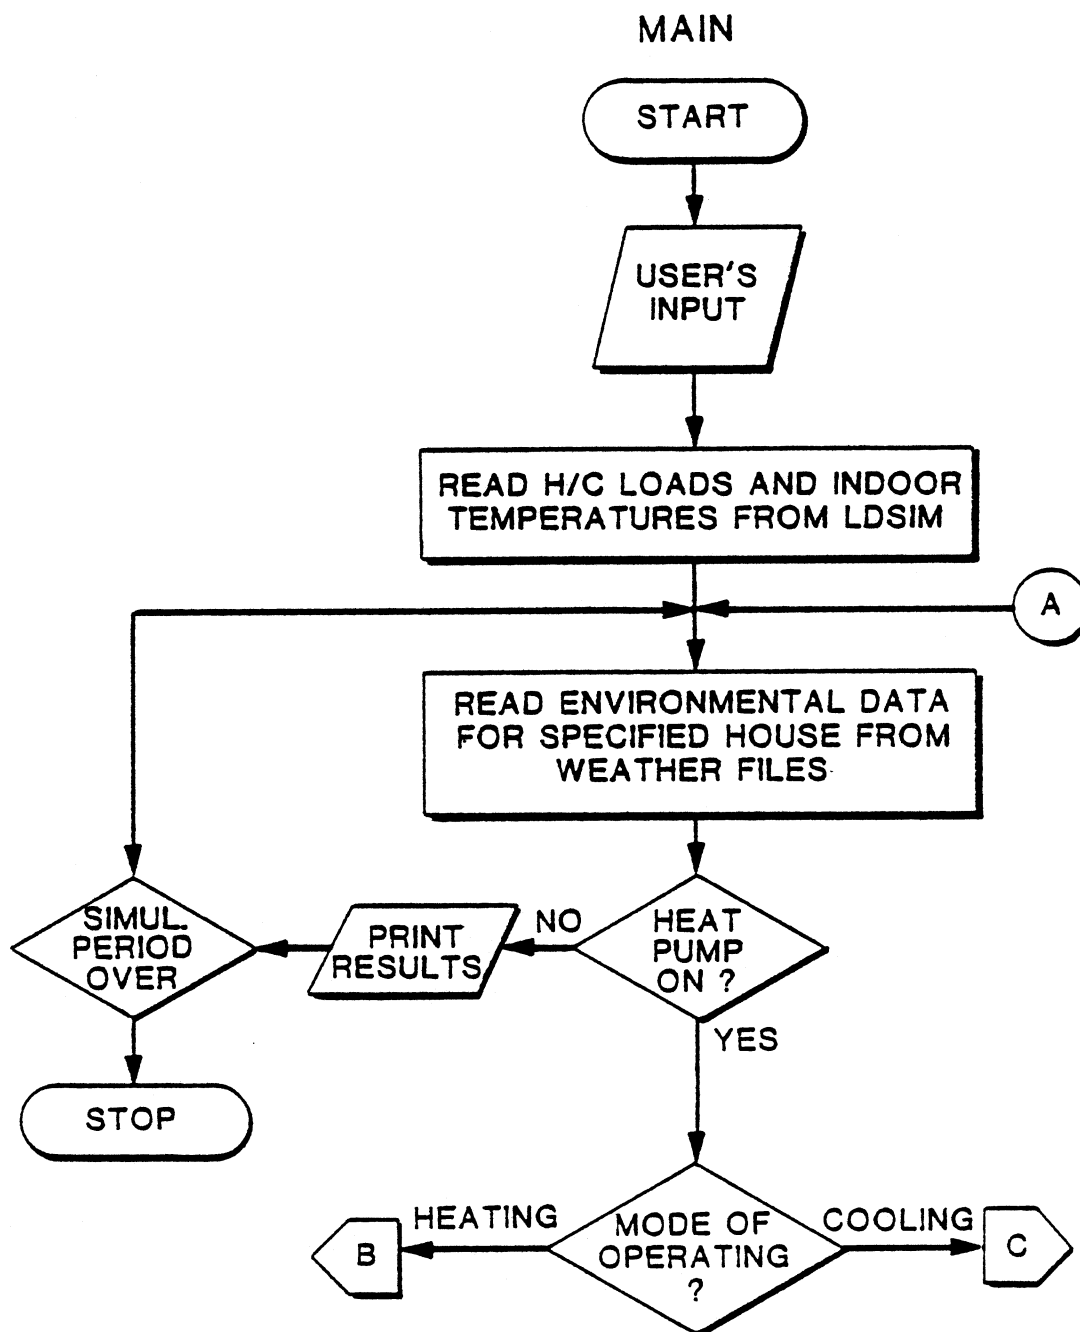 MAIN
START
USER'S
INPUT
READ H/C LOADS AND INDOOR
TEMPERATURES FROM LDSIM
A
READ ENVIRONMENTAL DATA
FOR SPECIFIED HOUSE FROM
WEATHER FILES
SIMUL.
PERIOD
OVER
PRINT
RESULTS
NO
HEAT
PUMP
ON ?
YES
STOP
B
HEATING
MODE OF
OPERATING
?
COOLING
C